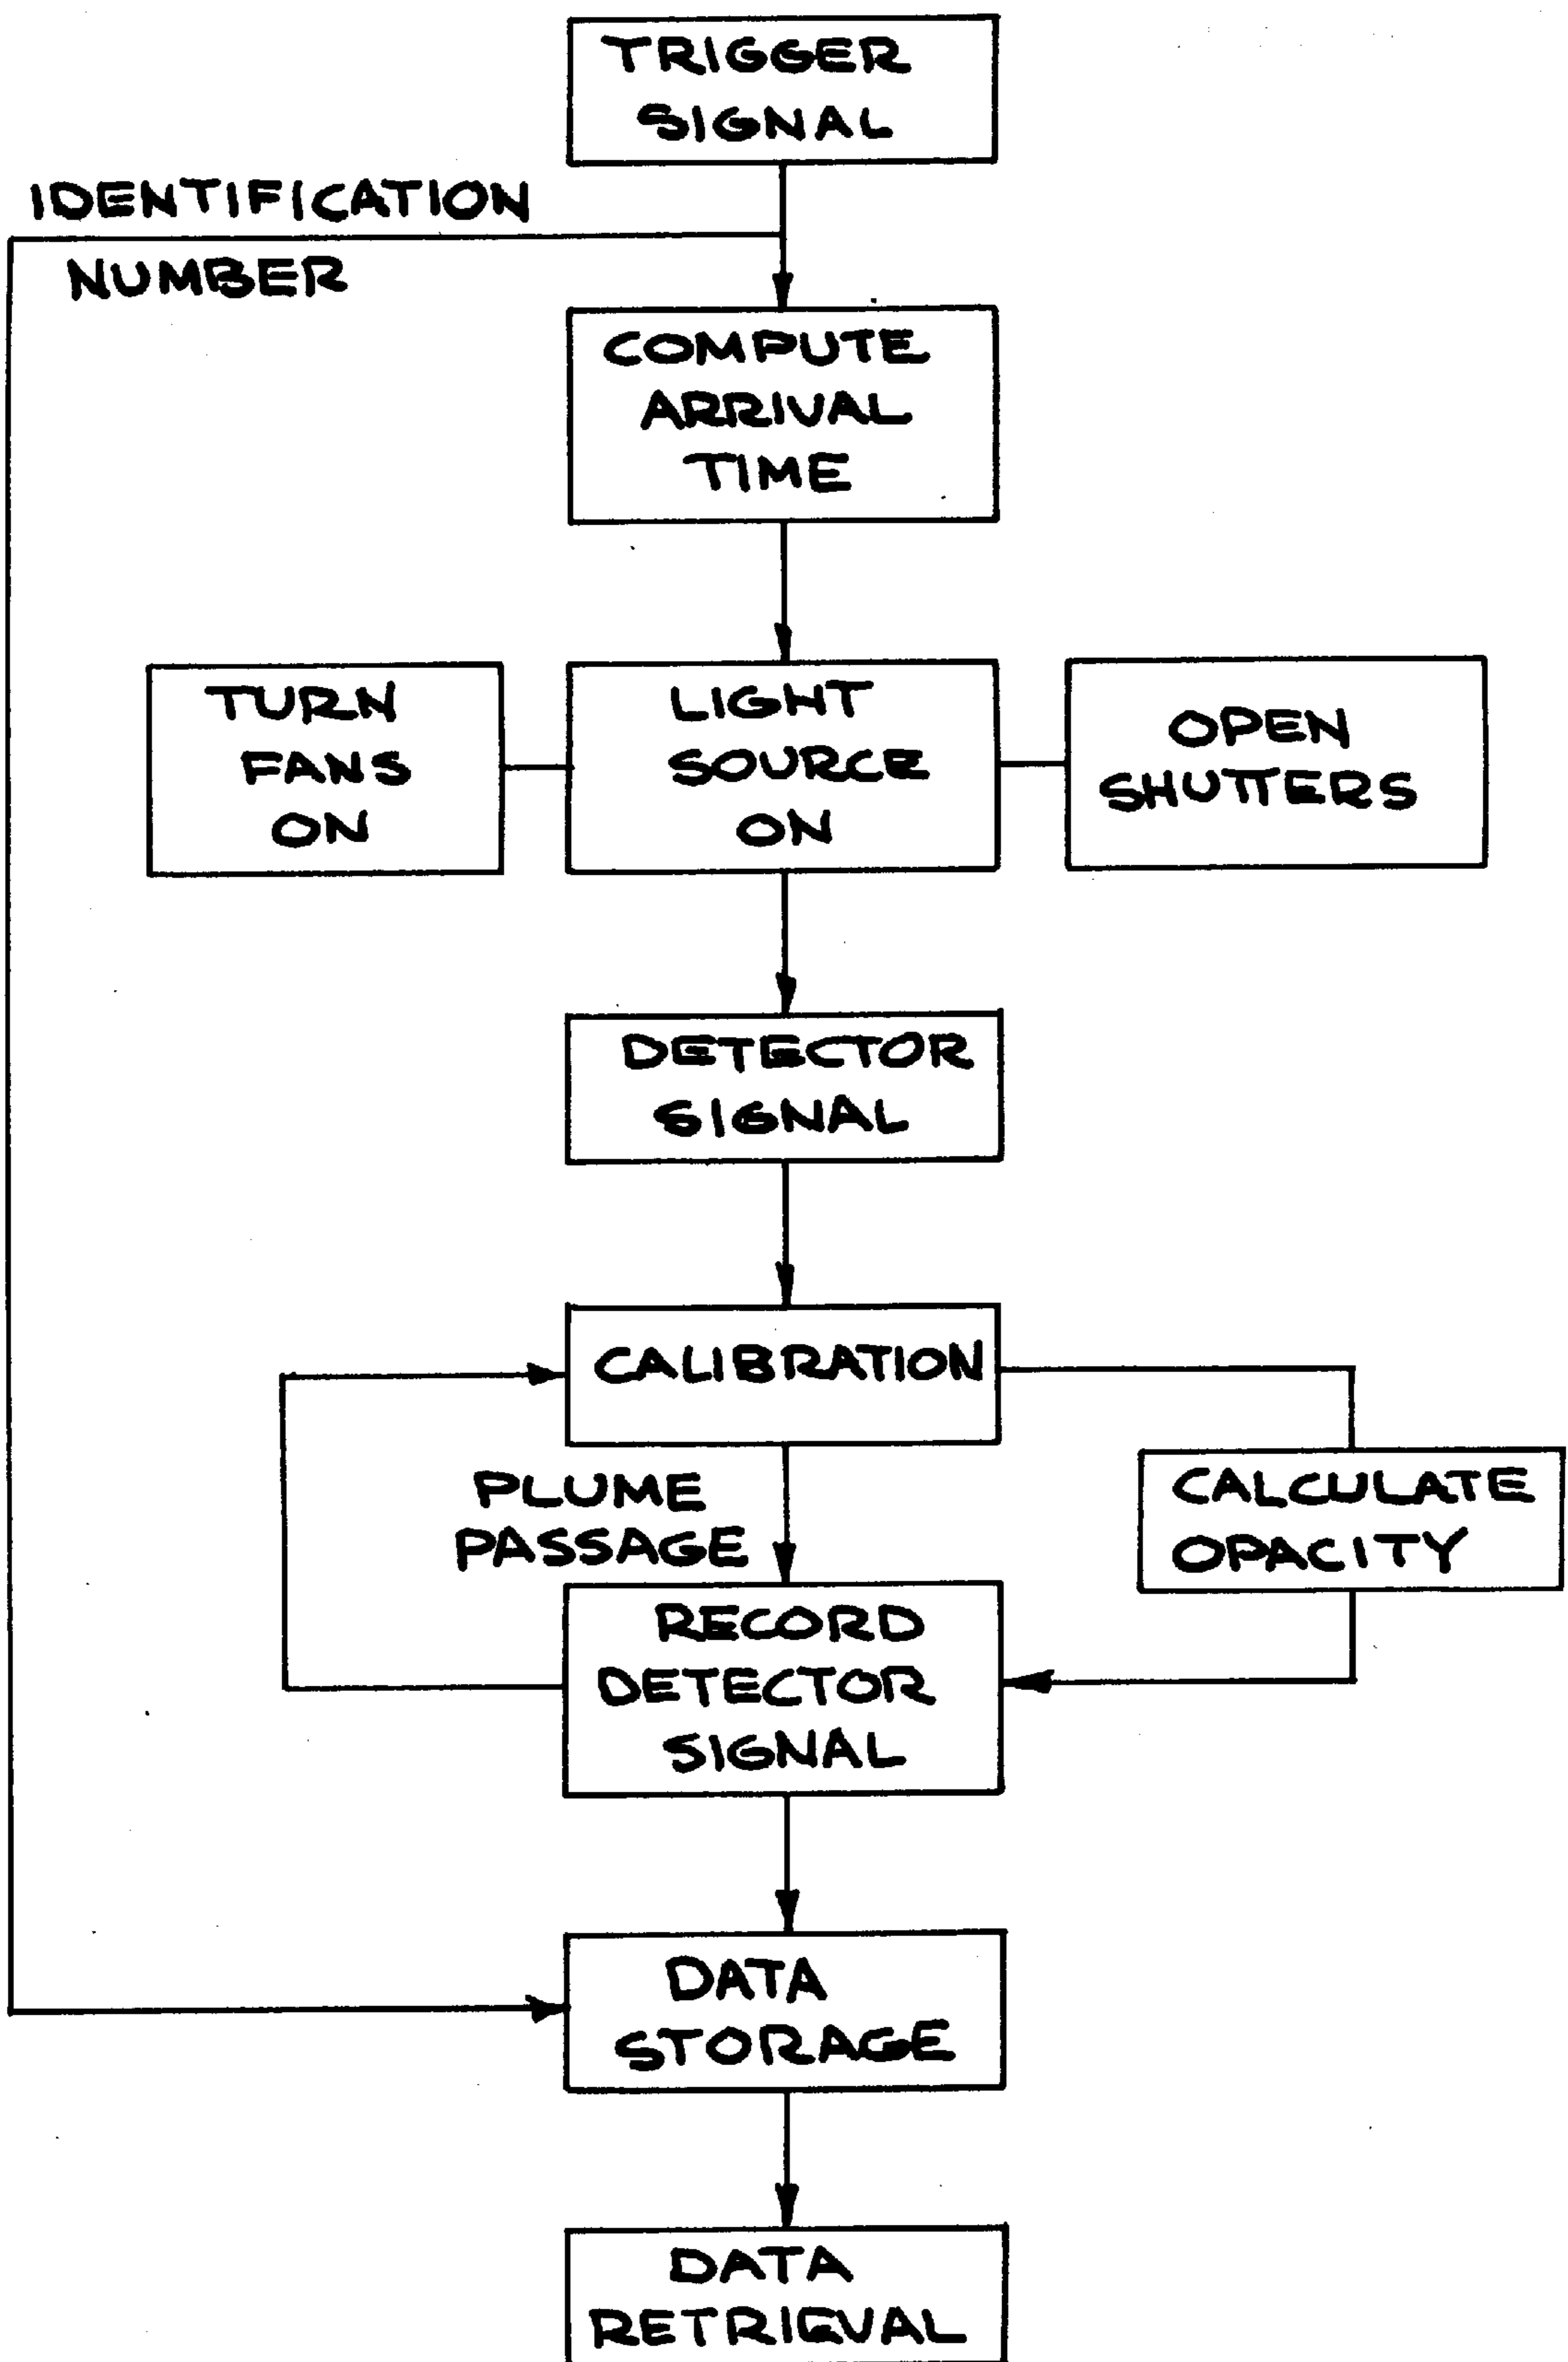 TRIGGER
SIGNAL
IDENTIFICATION
NUMBER
COMPUTE
ARRIVAL
TIME
TURN
FANS
ON
LIGHT
SOURCE
ON
OPEN
SHUTTERS
DETECTOR
SIGNAL
CALIBRATION
PLUME
PASSAGE
CALCULATE
OPACITY
RECORD
DETECTOR
SIGNAL
DATA
STORAGE
DATA
RETRIEVAL